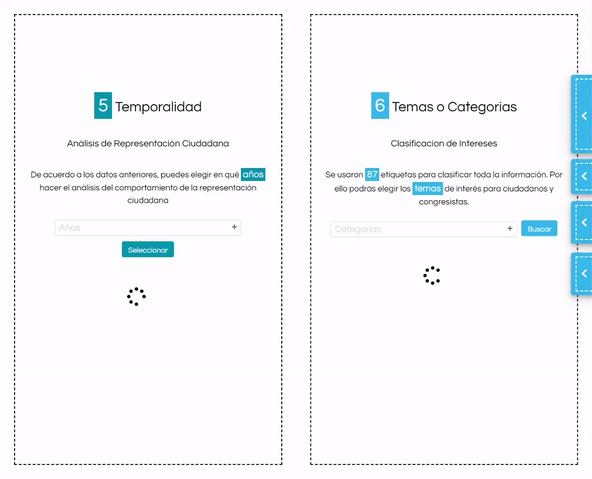 5 Temporalidad
Análisis de Representación Ciudadana
De acuerdo a los datos anteriores, puedes elegir en qué años
hacer el análisis del comportamiento de la representación
ciudadana
Años +
Seleccionar
6 Temas o Categorias
Clasificacion de Intereses
Se usaron 87 etiquetas para clasificar toda la información. Por
ello podrás elegir los temas de interés para ciudadanos y
congresistas.
Categorias +
Buscar